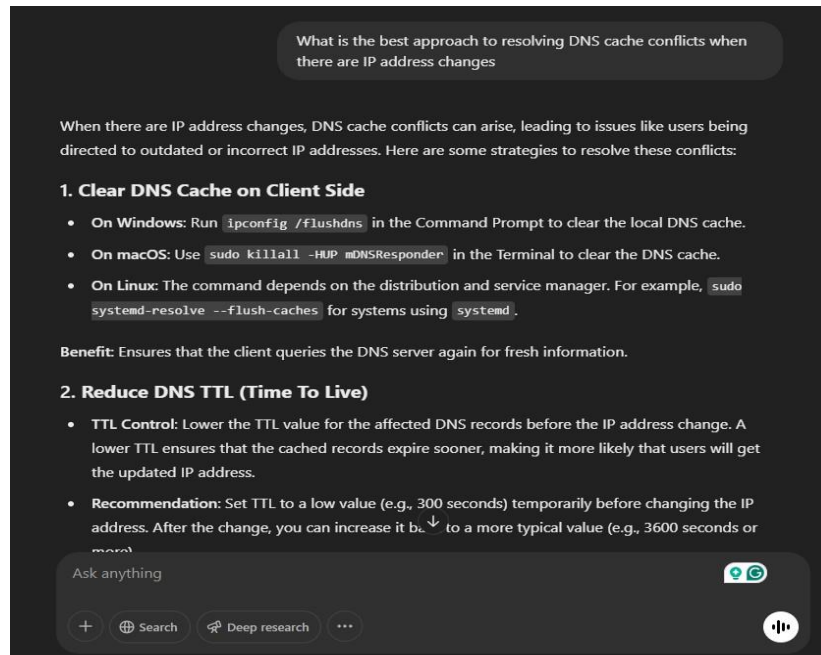 What is the best approach to resolving DNS cache conflicts when
there are IP address changes
When there are IP address changes, DNS cache conflicts can arise, leading to issues like users being
directed to outdated or incorrect IP addresses. Here are some strategies to resolve these conflicts:
1. Clear DNS Cache on Client Side
• On Windows: Run ipconfig /flushdns in the Command Prompt to clear the local DNS cache.
• On macOS: Use sudo killall -HUP mDNSResponder in the Terminal to clear the DNS cache.
• On Linux: The command depends on the distribution and service manager. For example, sudo
systemd-resolve --flush-caches for systems using systemd.
Benefit: Ensures that the client queries the DNS server again for fresh information.
2. Reduce DNS TTL (Time To Live)
• TTL Control: Lower the TTL value for the affected DNS records before the IP address change. A
lower TTL ensures that the cached records expire sooner, making it more likely that users will get
the updated IP address.
• Recommendation: Set TTL to a low value (e.g., 300 seconds) temporarily before changing the IP
address. After the change, you can increase it to a more typical value (e.g., 3600 seconds or
more)
Ask anything
Search
Deep research